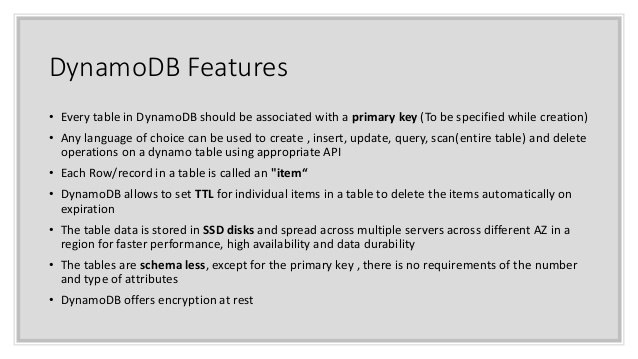 DynamoDB Features
• Every table in DynamoDB should be associated with a primary key (To be specified while creation)
• Any language of choice can be used to create , insert, update, query, scan(entire table) and delete
operations on a dynamo table using appropriate API
• Each Row/record in a table is called an "item“
• DynamoDB allows to set TTL for individual items in a table to delete the items automatically on
expiration
• The table data is stored in SSD disks and spread across multiple servers across different AZ in a
region for faster performance, high availability and data durability
• The tables are schema less, except for the primary key , there is no requirements of the number
and type of attributes
• DynamoDB offers encryption at rest